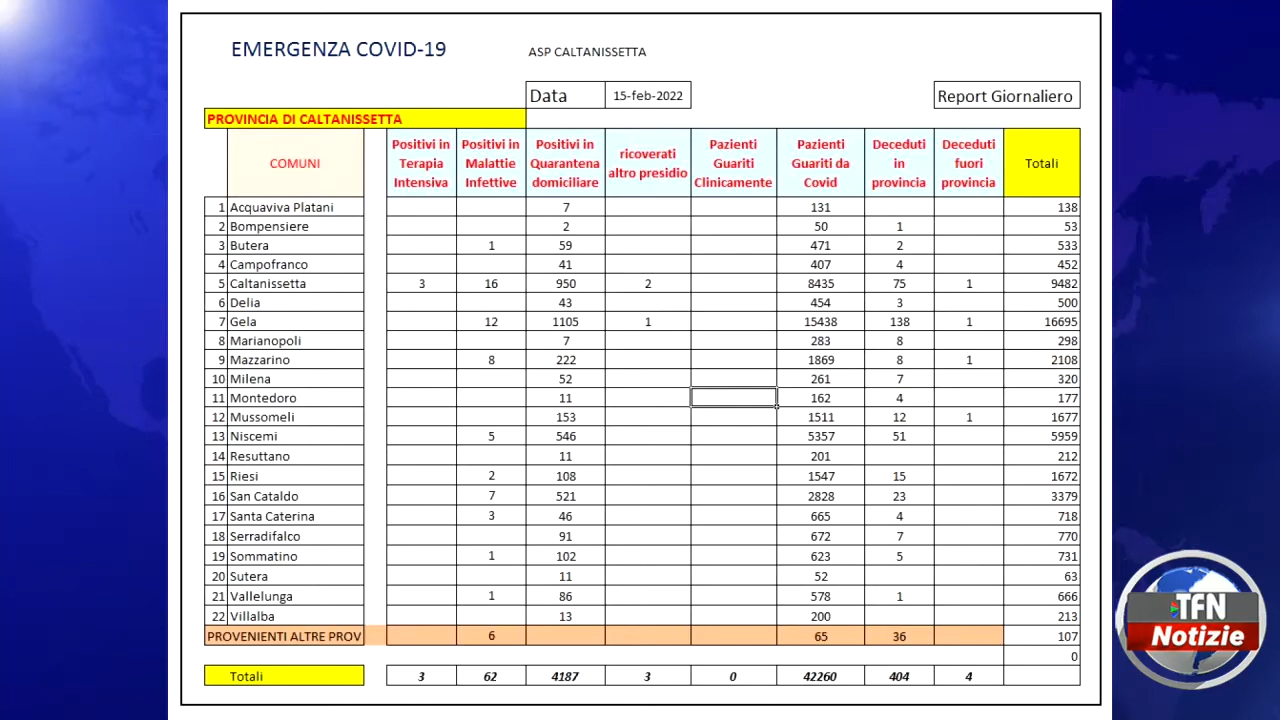 EMERGENZA COVID-19 ASP CALTANISSETTA
Data 15-feb-2022 Report Giornaliero
PROVINCIA DI CALTANISSETTA
COMUNI Positivi in Terapia Intensiva Positivi in Malattie Infettive Positivi in Quarantena domiciliare ricoverati altro presidio Pazienti Guariti Clinicamente Pazienti Guariti da Covid Deceduti in provincia Deceduti fuori provincia Totali
1 Acquaviva Platani 7 131 138
2 Bompensiere 2 50 1 53
3 Butera 1 59 471 2 533
4 Campofranco 41 407 4 452
5 Caltanissetta 3 16 950 2 8435 75 1 9482
6 Delia 43 454 3 500
7 Gela 12 1105 1 15438 138 1 16695
8 Marianopoli 7 283 8 298
9 Mazzarino 8 222 1869 8 1 2108
10 Milena 52 261 7 320
11 Montedoro 11 162 4 177
12 Mussomeli 153 1511 12 1 1677
13 Niscemi 5 546 5357 51 5959
14 Resuttano 11 201 212
15 Riesi 2 108 1547 15 1672
16 San Cataldo 7 521 2828 23 3379
17 Santa Caterina 3 46 665 4 718
18 Serradifalco 91 672 7 770
19 Sommatino 1 102 623 5 731
20 Sutera 11 52 63
21 Vallelunga 1 86 578 1 666
22 Villalba 13 200 213
PROVENIENTI ALTRE PROV 6 65 36 107
0
Totali 3 62 4187 3 0 42260 404 4
TFN
Notizie